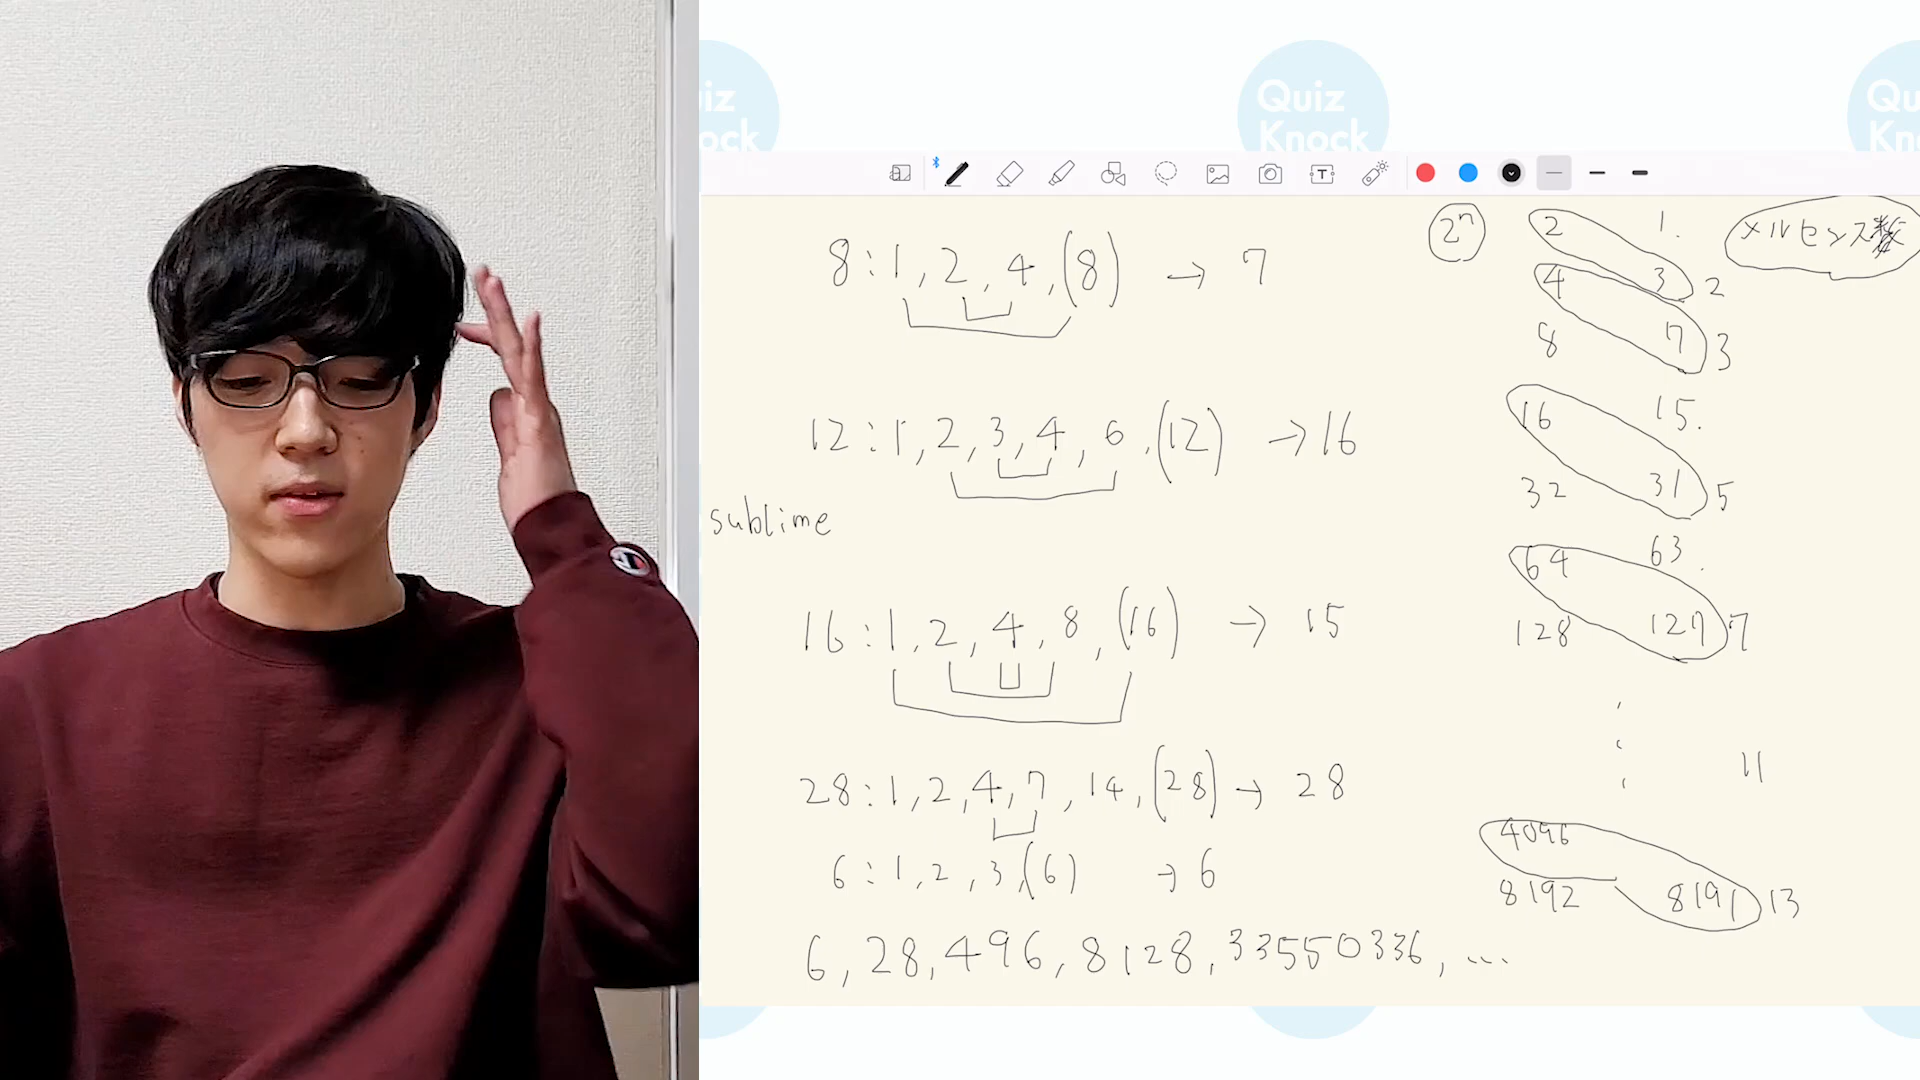 Quiz
Knock
8:1,2,4,(8) → 7
12:1,2,3,4,6,(12) → 16
sublime
16:1,2,4,8,(16) → 15
28:1,2,4,7,14,(28) → 28
6:1,2,3,(6) → 6
6,28,496,8128,33550336,...
2ⁿ
メルセンヌ数
2 1.
4 3 2
8 7 3
16 15.
32 31 5
64 63.
128 127 7
11
4096
8192 8191 13